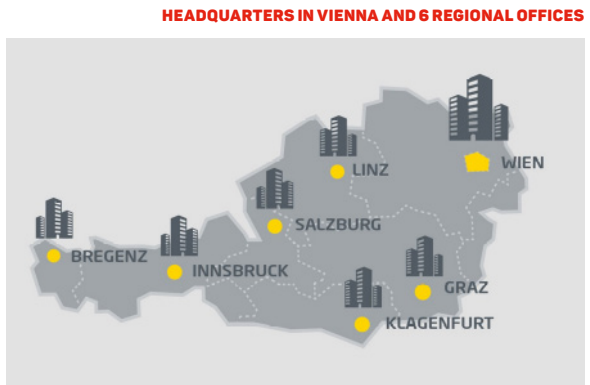 HEADQUARTERS IN VIENNA AND 6 REGIONAL OFFICES
WIEN
LINZ
SALZBURG
BREGENZ
INNSBRUCK
GRAZ
KLAGENFURT